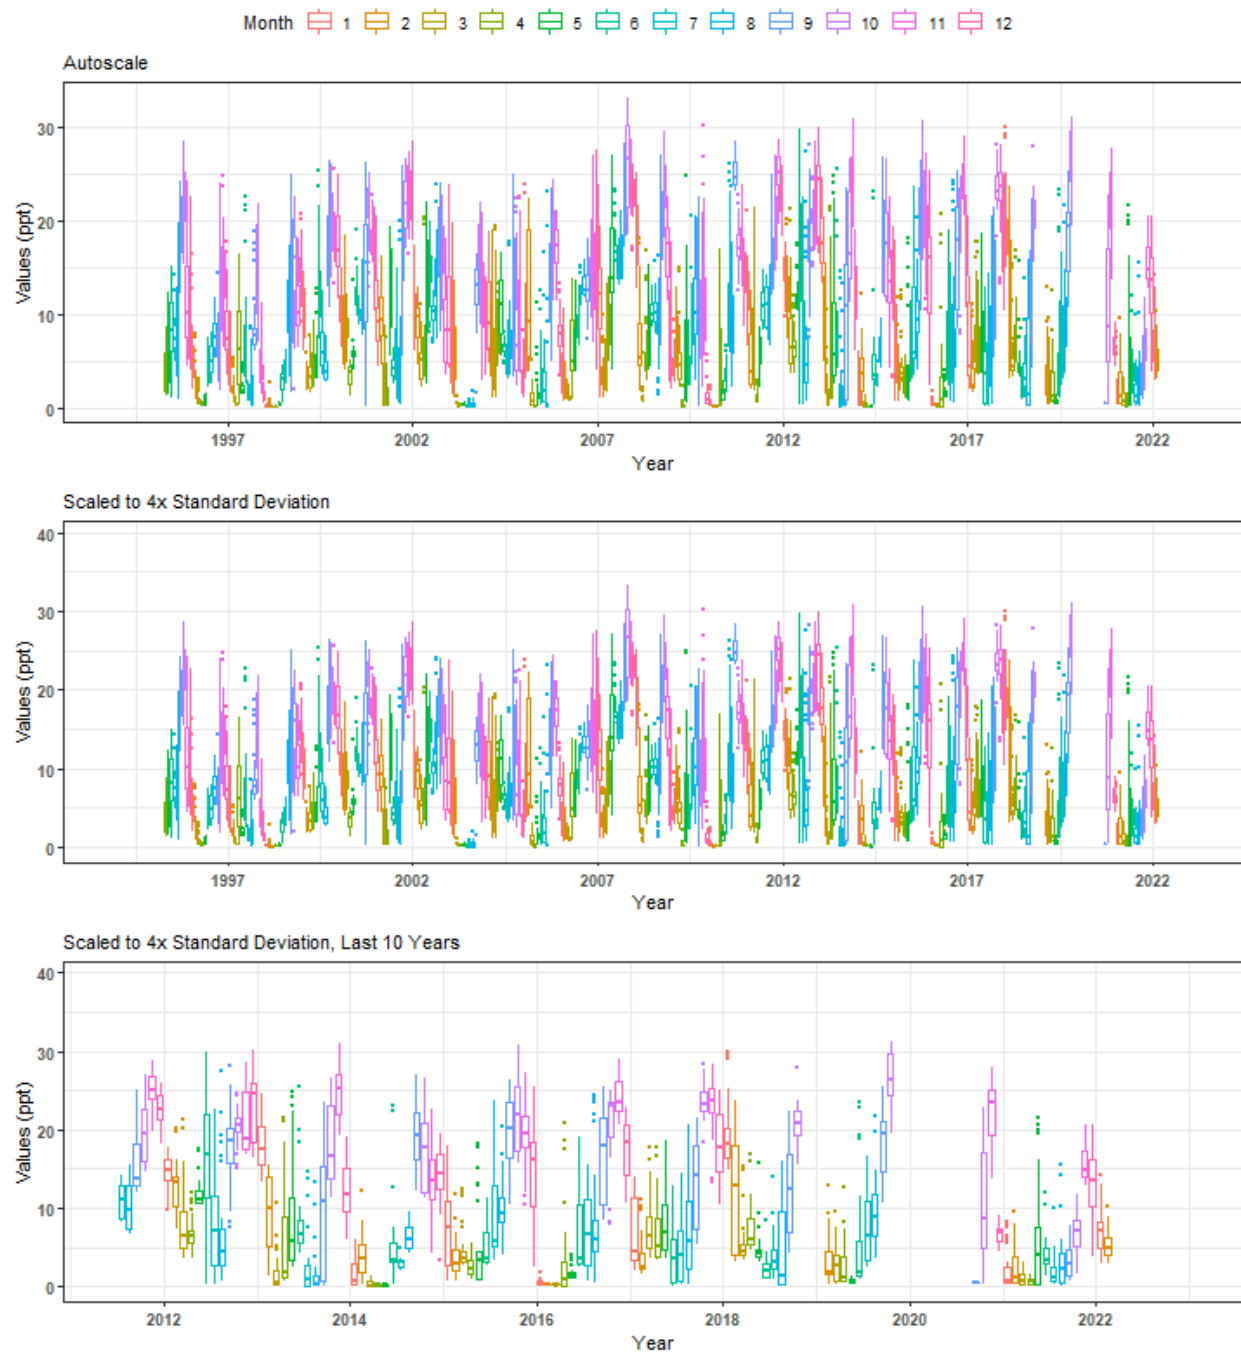 Month 1 2 3 4 5 6 7 8 9 10 11 12
Autoscale
30
20
10
0
Values (ppt)
1997 2002 2007 2012 2017 2022
Year
Scaled to 4x Standard Deviation
40
30
20
10
0
Values (ppt)
1997 2002 2007 2012 2017 2022
Year
Scaled to 4x Standard Deviation, Last 10 Years
40
30
20
10
0
Values (ppt)
2012 2014 2016 2018 2020 2022
Year